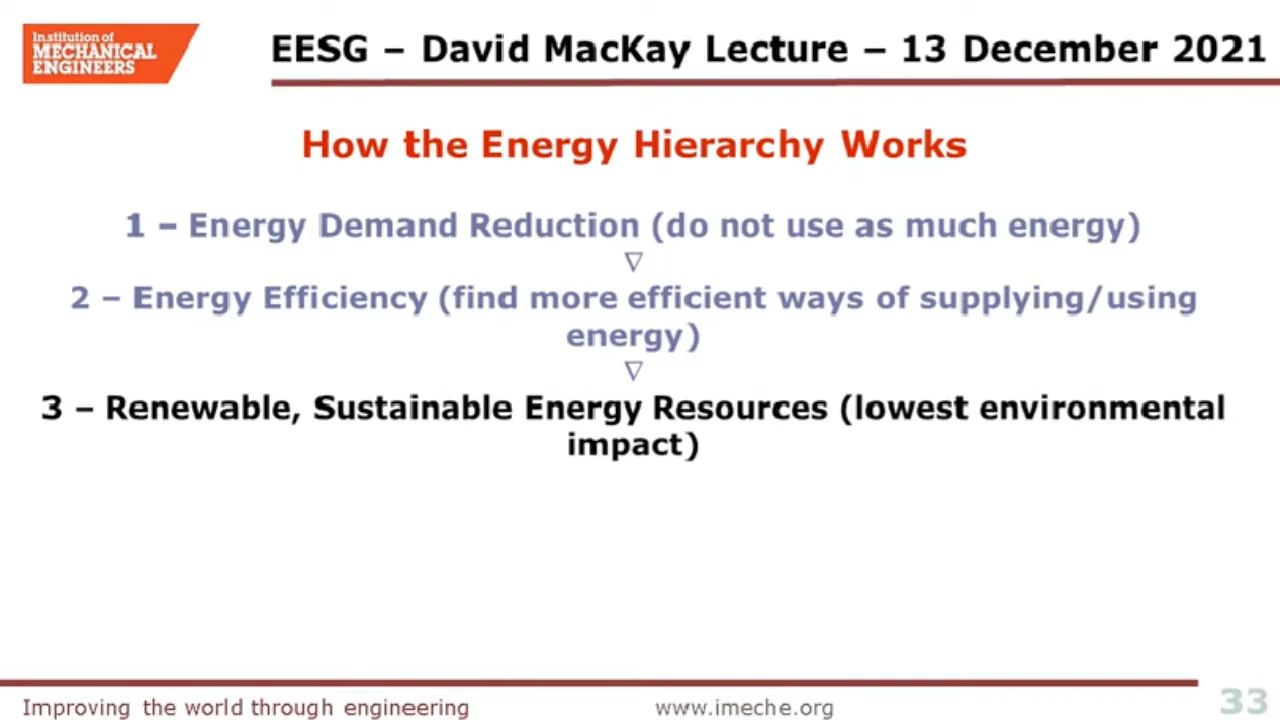 Institution of
MECHANICAL
ENGINEERS
EESG – David MacKay Lecture – 13 December 2021
How the Energy Hierarchy Works
1 – Energy Demand Reduction (do not use as much energy)
▽
2 – Energy Efficiency (find more efficient ways of supplying/using
energy)
▽
3 – Renewable, Sustainable Energy Resources (lowest environmental
impact)
Improving the world through engineering
www.imeche.org
33